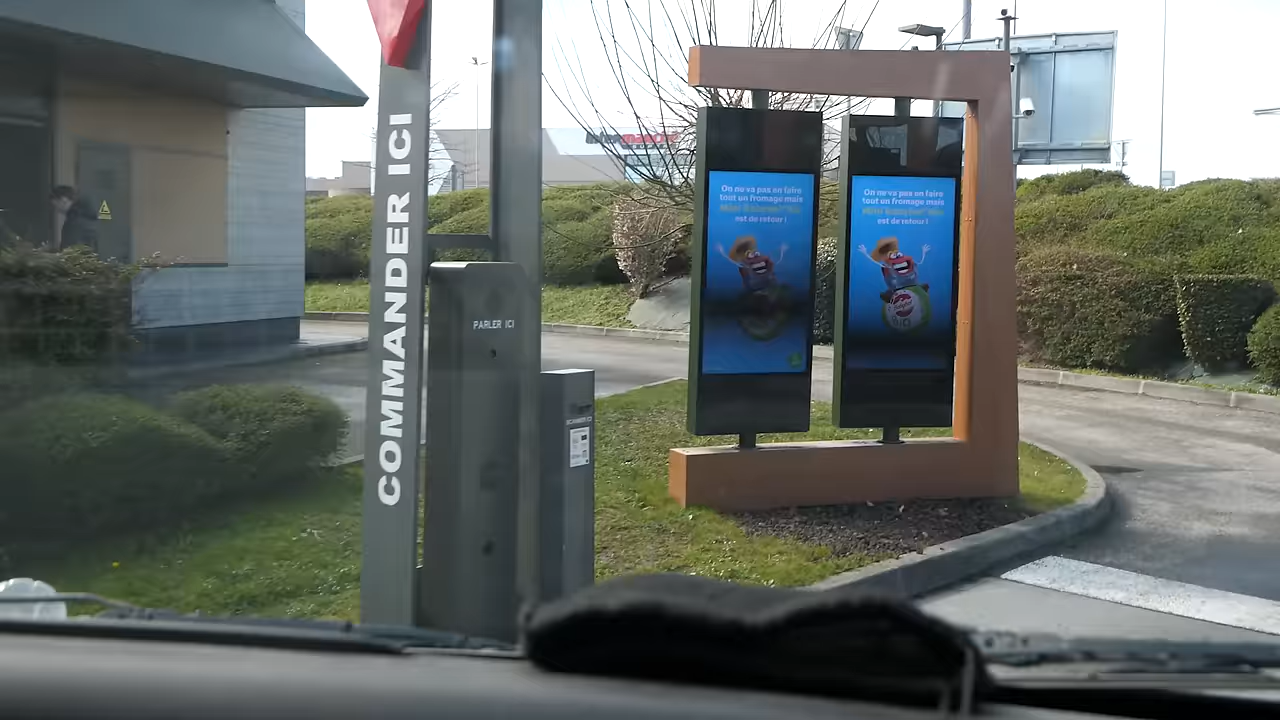 COMMANDER ICI
PARLER ICI
On ne va pas en faire
tout un fromage mais
est de retour !
On ne va pas en faire
tout un fromage mais
est de retour !